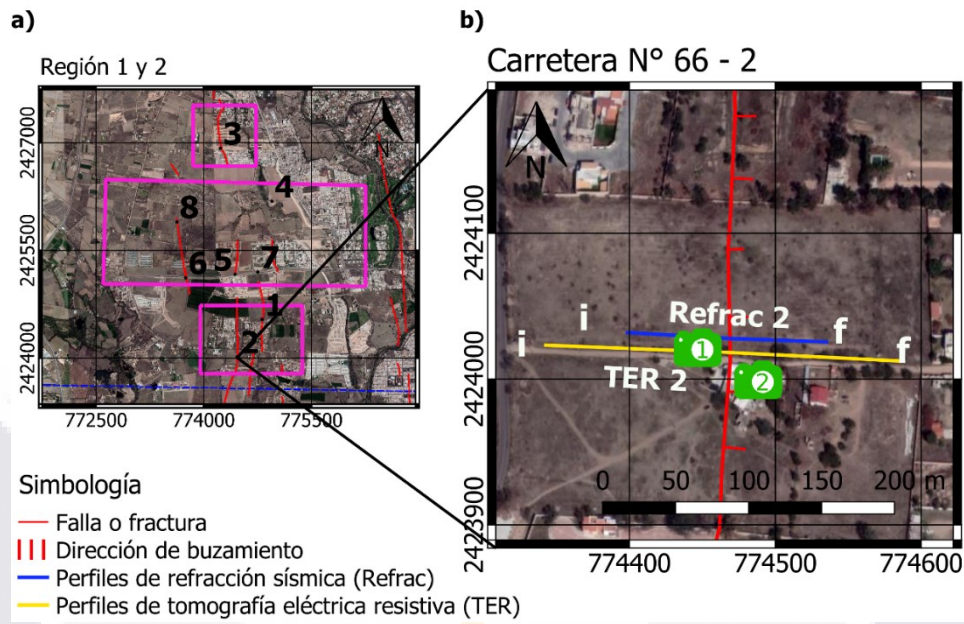 a)
Región 1 y 2
2427000
2425500
2424000
3
4
8
6
5
7
1
2
N
772500
774000
775500
Simbología
Falla o fractura
Dirección de buzamiento
Perfiles de refracción sísmica (Refrac)
Perfiles de tomografía eléctrica resistiva (TER)
b)
Carretera N° 66 - 2
N
2424100
2424000
2423900
i
Refrac 2
f
i
TER 2
f
1
2
0 50 100 150 200 m
774400
774500
774600